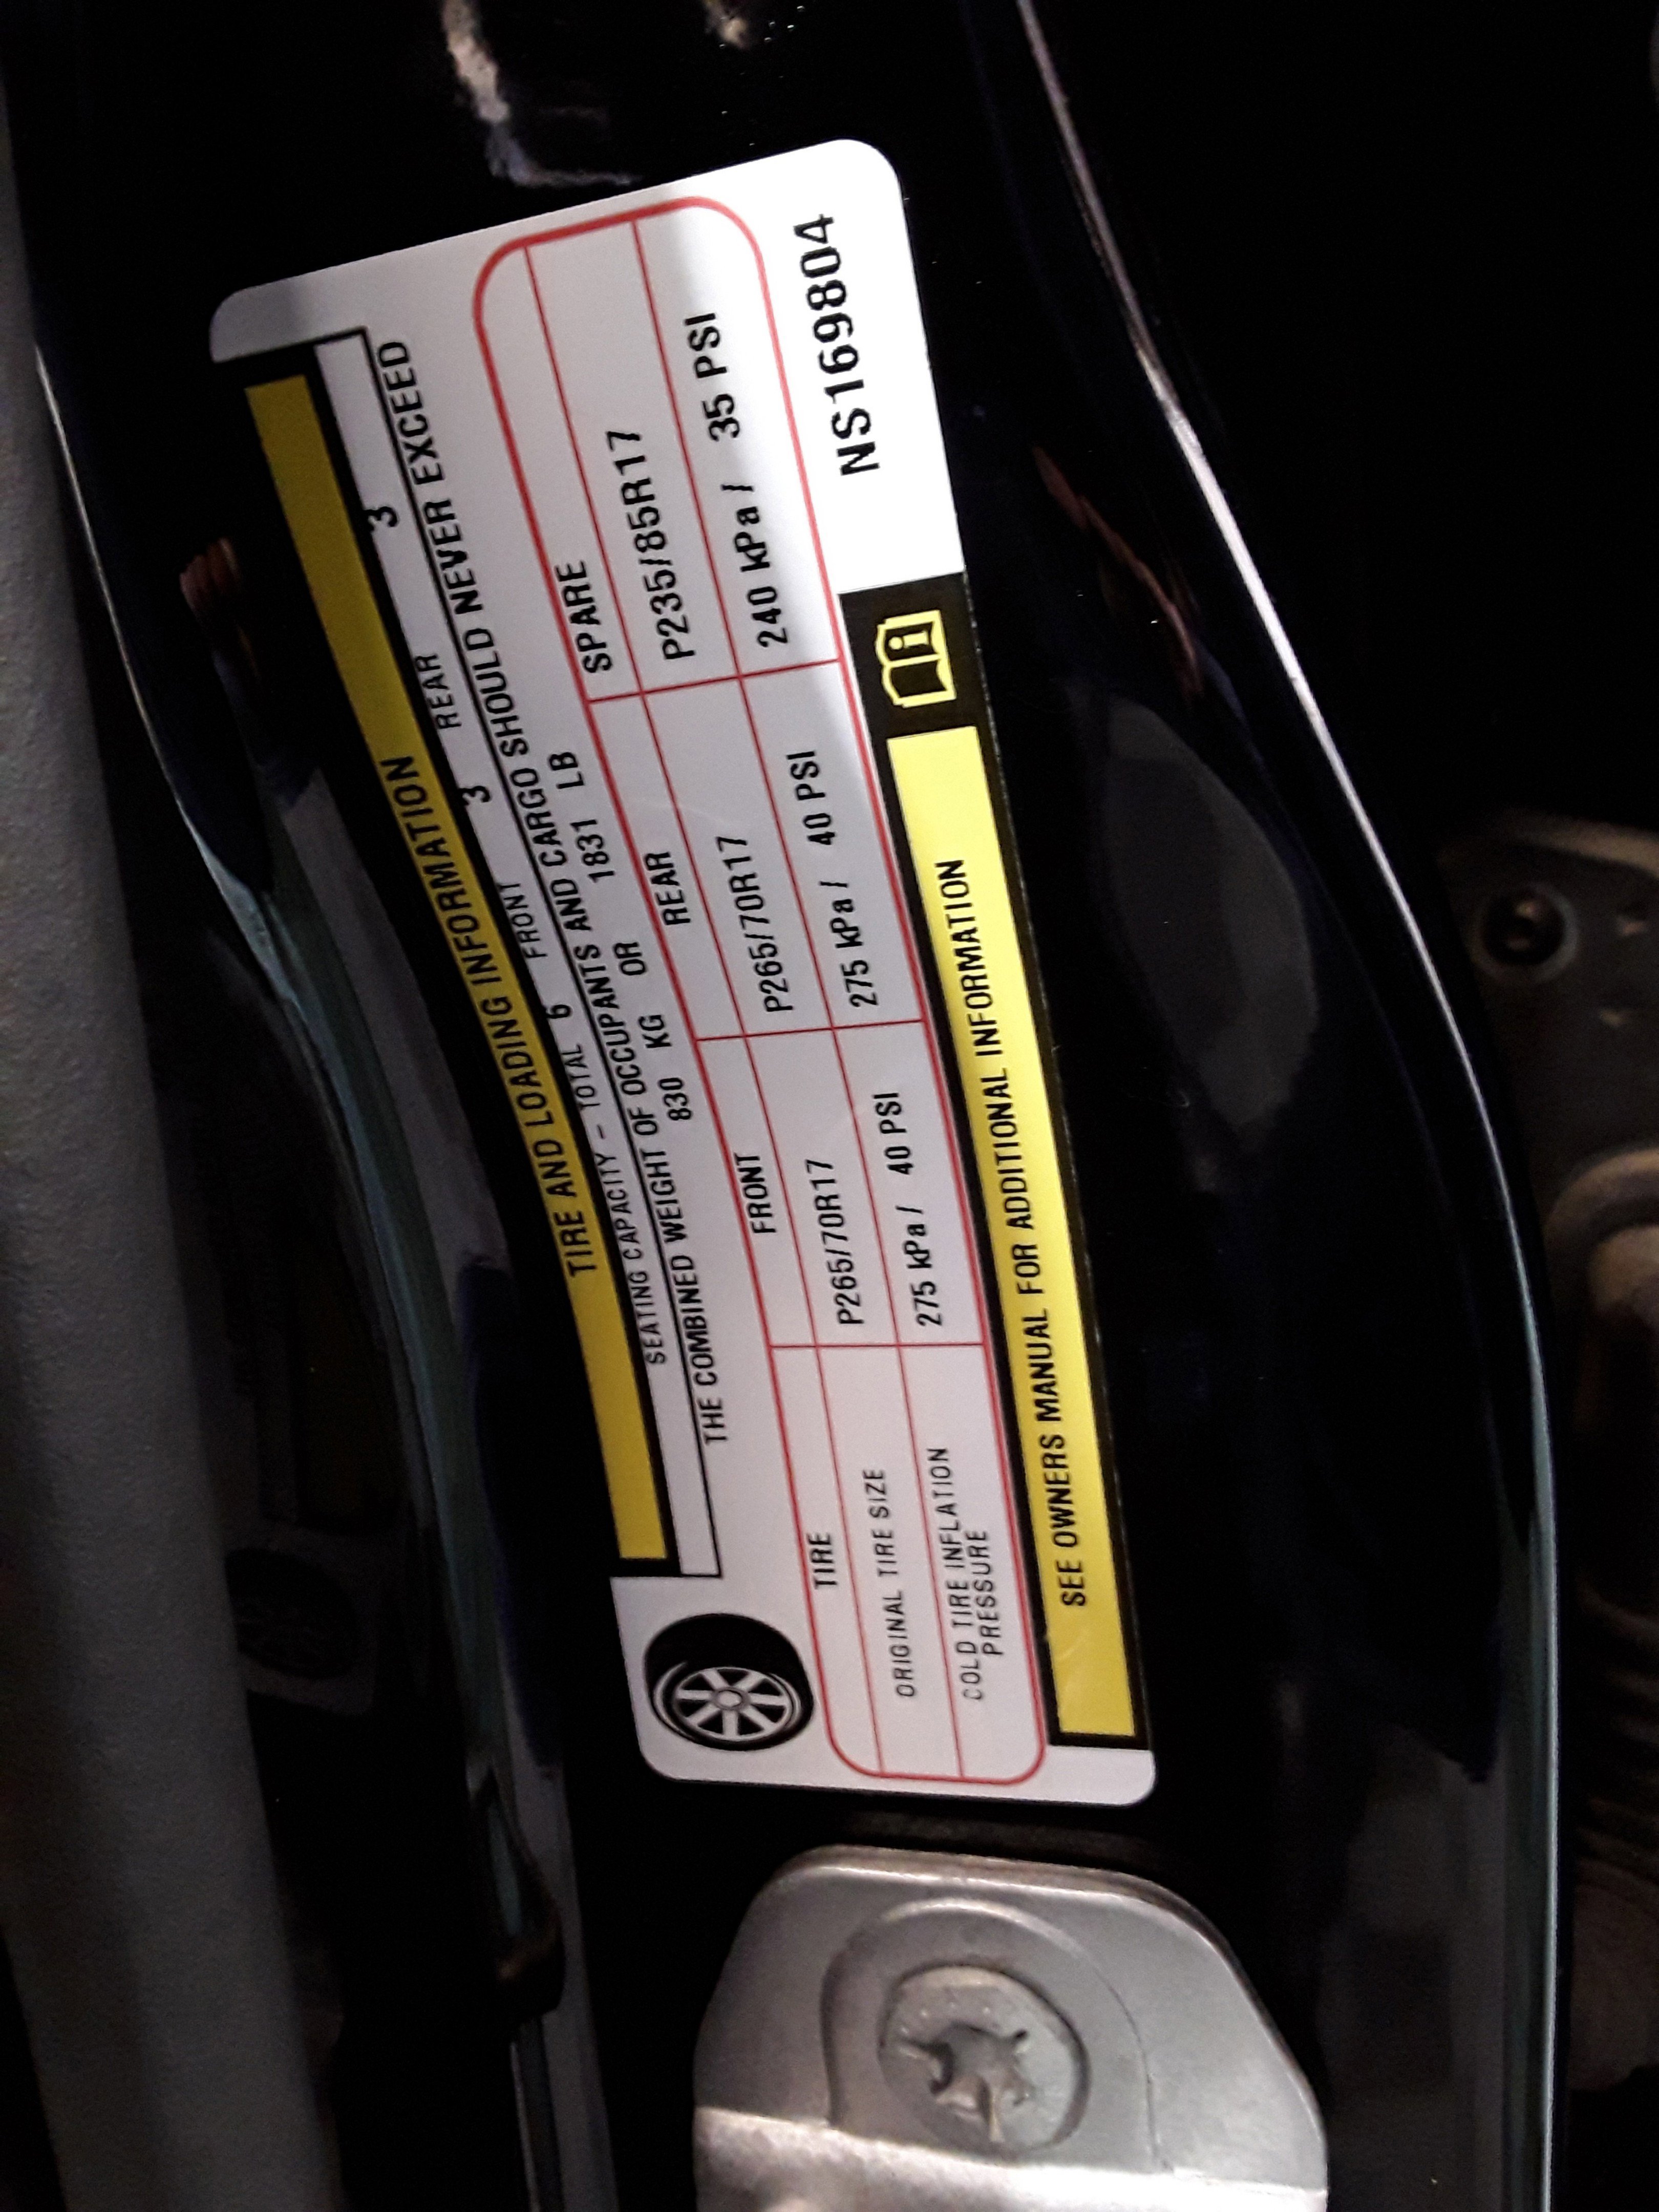 TIRE AND LOADING INFORMATION
SEATING CAPACITY - TOTAL 6 FRONT 3 REAR 3
THE COMBINED WEIGHT OF OCCUPANTS AND CARGO SHOULD NEVER EXCEED
830 KG OR 1831 LB
TIRE FRONT REAR SPARE
ORIGINAL TIRE SIZE P265/70R17 P265/70R17 P235/85R17
COLD TIRE INFLATION PRESSURE 275 kPa / 40 PSI 275 kPa / 40 PSI 240 kPa / 35 PSI
SEE OWNERS MANUAL FOR ADDITIONAL INFORMATION
NS169804